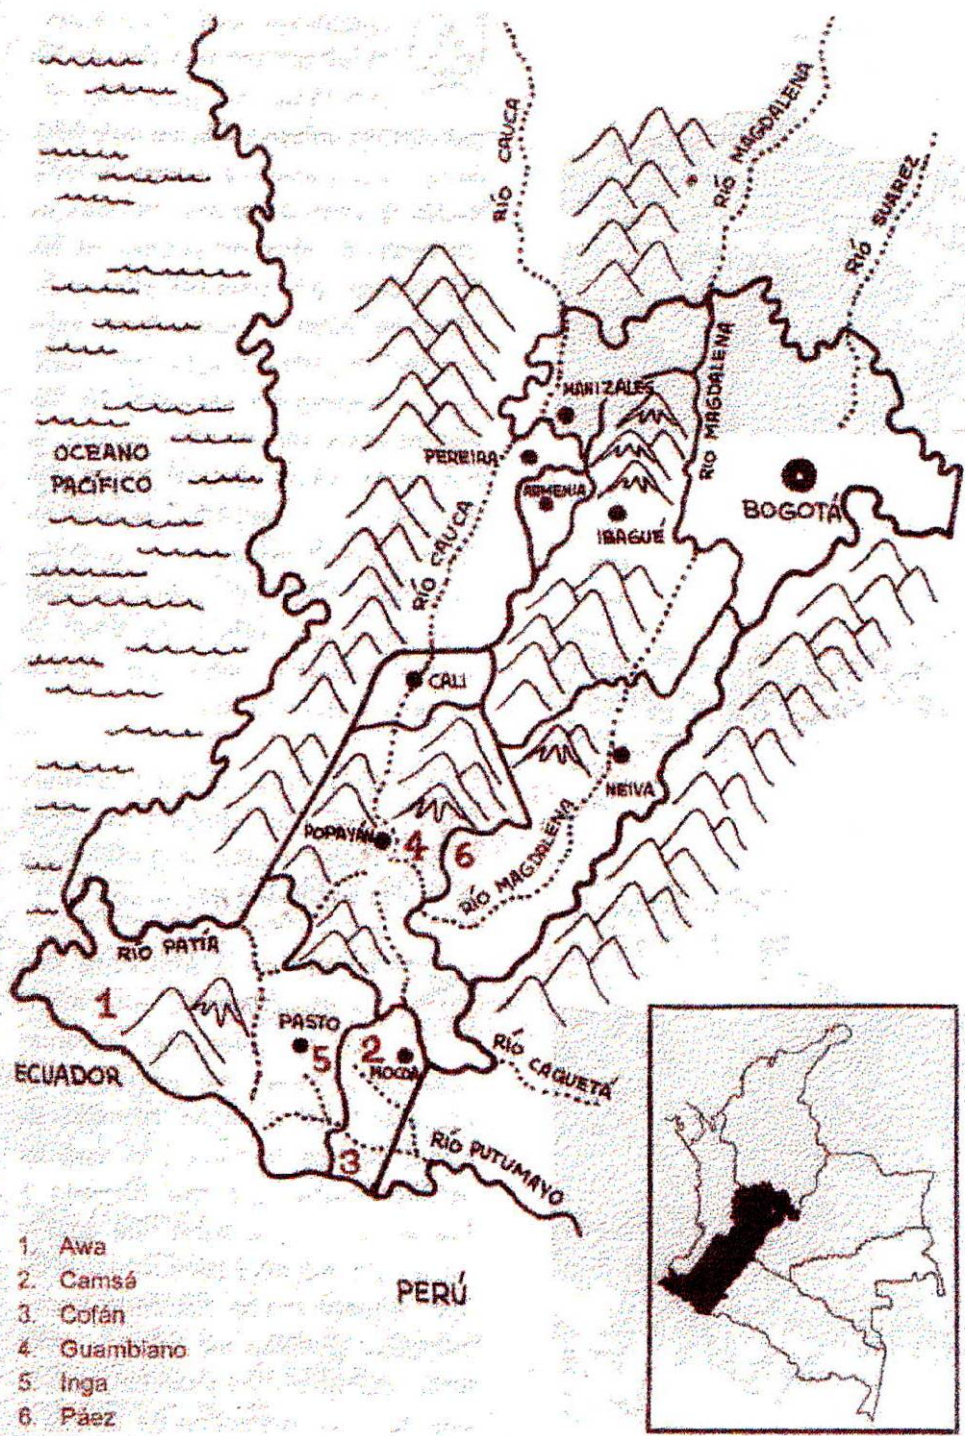 RÍO CAUCA
RÍO MAGDALENA
RÍO SUAREZ
RÍO MAGDALENA
MANIZALES
OCEANO
PACÍFICO
PEREIRA
ARMENIA
BOGOTÁ
IBAGUÉ
RÍO CAUCA
CALI
NEIVA
POPAYÁN
4
6
RÍO MAGDALENA
RÍO PATÍA
1
PASTO
5
2
MOCOA
RÍO CAQUETÁ
ECUADOR
3
RÍO PUTUMAYO
PERÚ
1. Awa
2. Camsá
3. Cofán
4 Guambiano
5. Inga
6. Páez